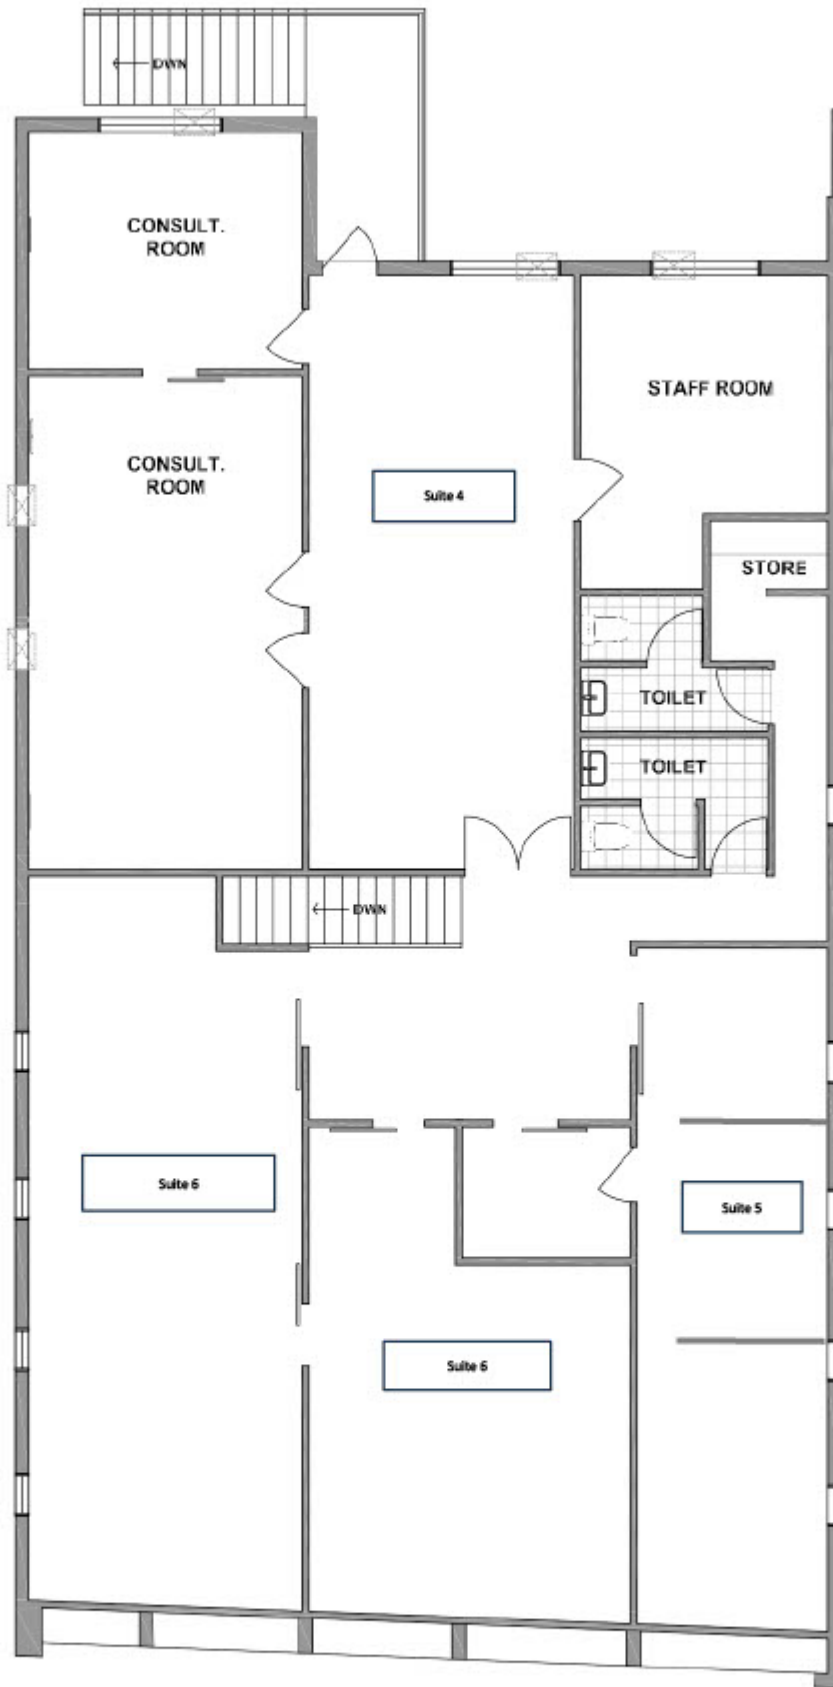 DWN
CONSULT.
ROOM
STAFF ROOM
CONSULT.
ROOM
Suite 4
STORE
TOILET
TOILET
DWN
Suite 6
Suite 5
Suite 6